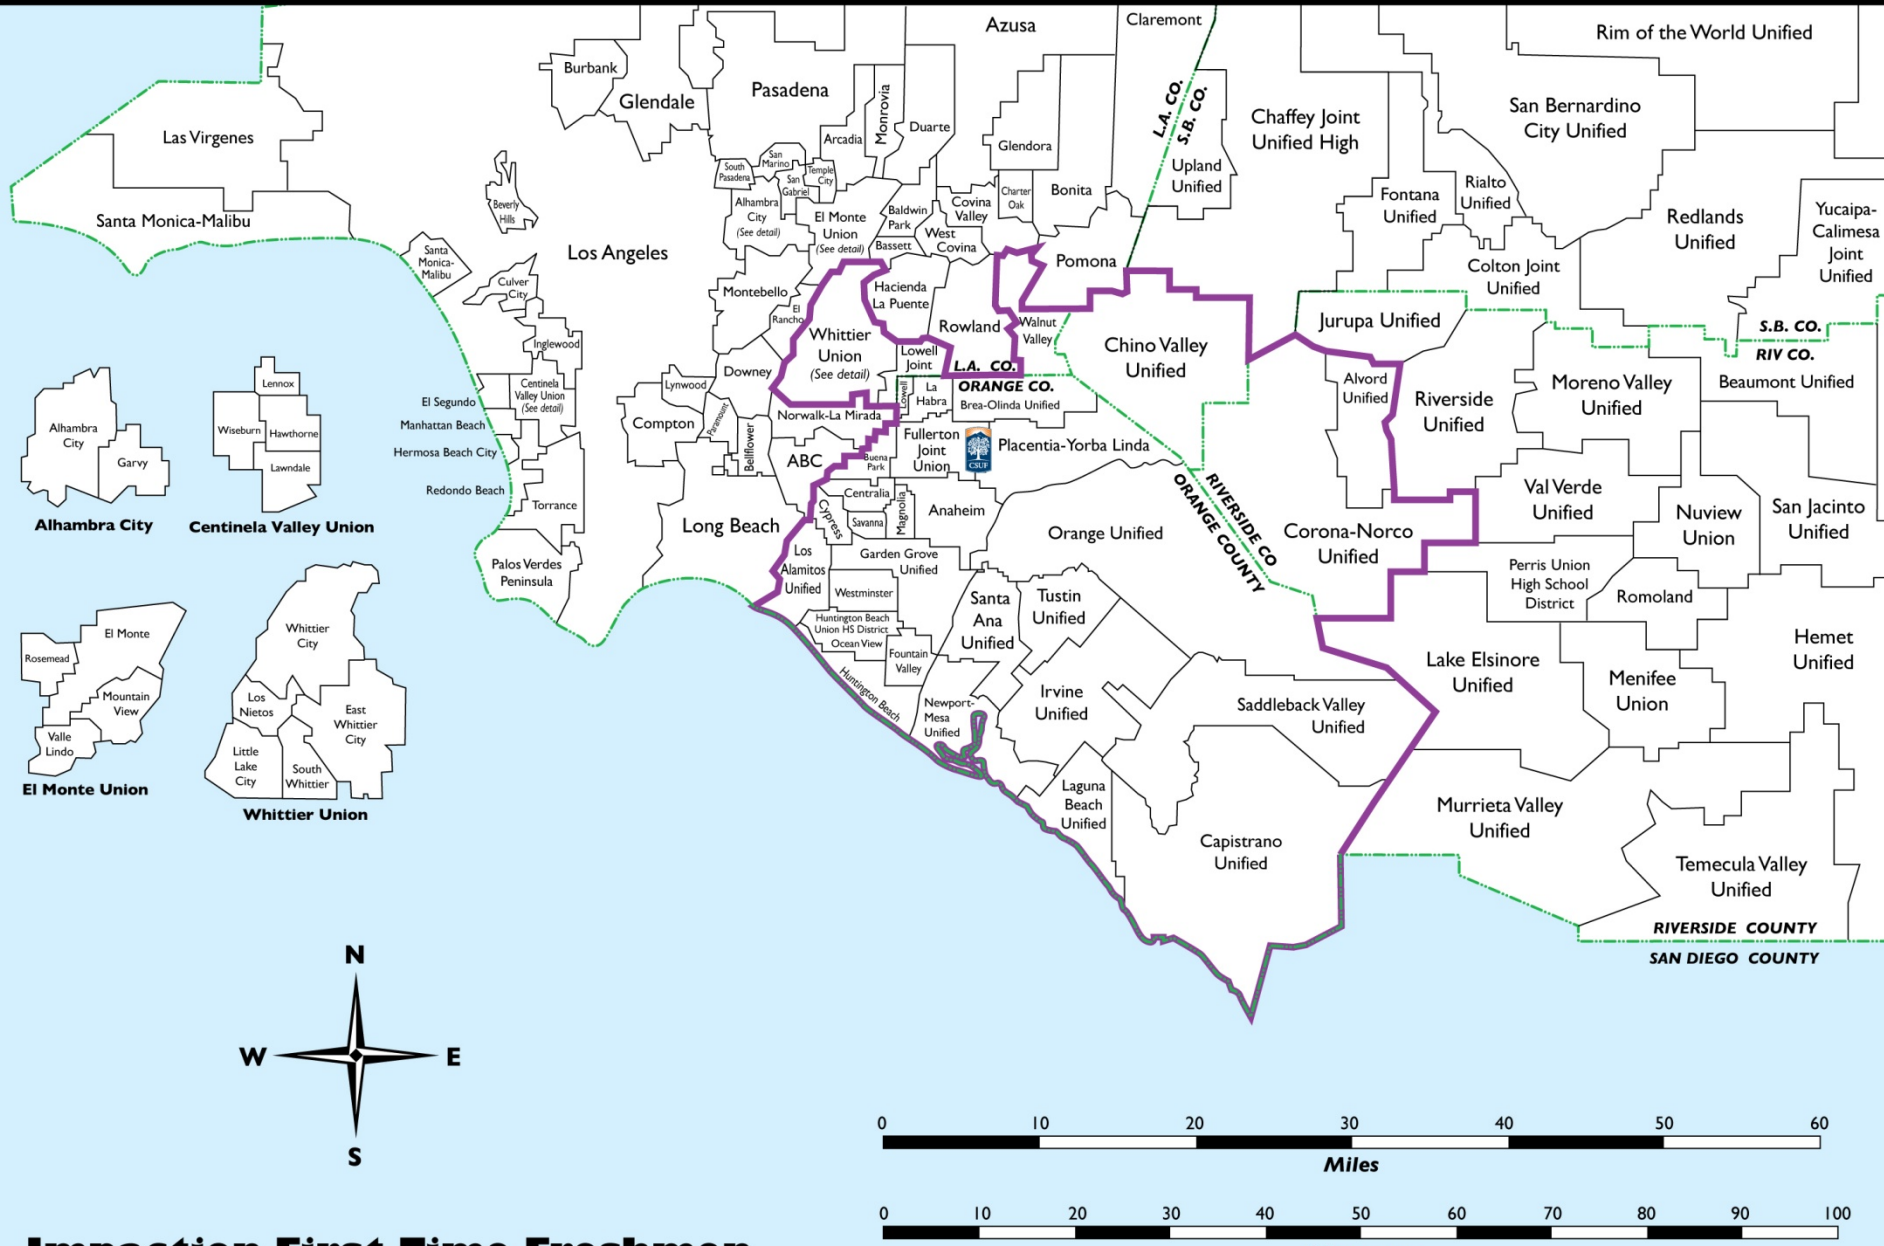 Azusa
Claremont
Rim of the World Unified
Burbank
Glendale
Pasadena
Monrovia
Arcadia
Duarte
Glendora
L.A. CO.
S.B. CO.
Chaffey Joint
Unified High
San Bernardino
City Unified
Las Virgenes
Santa Monica-Malibu
Beverly
Hills
South
Pasadena
San
Marino
San
Gabriel
Temple
City
Alhambra
City
(See detail)
El Monte
Union
(See detail)
Baldwin
Park
Bassett
Covina
Valley
West
Covina
Charter
Oak
Bonita
Upland
Unified
Fontana
Unified
Rialto
Unified
Redlands
Unified
Yucaipa-
Calimesa
Joint
Unified
Santa
Monica-
Malibu
Los Angeles
Culver
City
Montebello
El
Rancho
Hacienda
La Puente
Pomona
Colton Joint
Unified
Inglewood
Whittier
Union
(See detail)
Rowland
Walnut
Valley
Chino Valley
Unified
Jurupa Unified
S.B. CO.
RIV CO.
Lennox
Wiseburn
Hawthorne
Lawndale
Centinela Valley Union
Alhambra
City
Garvy
Alhambra City
El Segundo
Manhattan Beach
Hermosa Beach City
Redondo Beach
Centinela
Valley Union
(See detail)
Torrance
Palos Verdes
Peninsula
Compton
Lynwood
Paramount
Downey
Bellflower
Norwalk-La Mirada
ABC
Long Beach
Lowell
Joint
L.A. CO.
ORANGE CO.
Lowell
La
Habra
Brea-Olinda Unified
Fullerton
Joint
Union
CSUF
Placentia-Yorba Linda
Buena
Park
Alvord
Unified
Riverside
Unified
Moreno Valley
Unified
Beaumont Unified
Centralia
Magnolia
Cypress
Savanna
Anaheim
Orange Unified
RIVERSIDE CO
ORANGE COUNTY
Corona-Norco
Unified
Val Verde
Unified
Nuview
Union
San Jacinto
Unified
Los
Alamitos
Unified
Garden Grove
Unified
Westminster
Huntington Beach
Union HS District
Ocean View
Fountain
Valley
Huntington Beach
Santa
Ana
Unified
Tustin
Unified
Perris Union
High School
District
Romoland
Hemet
Unified
Rosemead
El Monte
Mountain
View
Valle
Lindo
El Monte Union
Whittier
City
Los
Nietos
East
Whittier
City
Little
Lake
City
South
Whittier
Whittier Union
Newport-
Mesa
Unified
Irvine
Unified
Saddleback Valley
Unified
Lake Elsinore
Unified
Menifee
Union
Laguna
Beach
Unified
Capistrano
Unified
Murrieta Valley
Unified
Temecula Valley
Unified
RIVERSIDE COUNTY
SAN DIEGO COUNTY
N
W
E
S
0 10 20 30 40 50 60
Miles
0 10 20 30 40 50 60 70 80 90 100
Impaction First-Time Freshmen